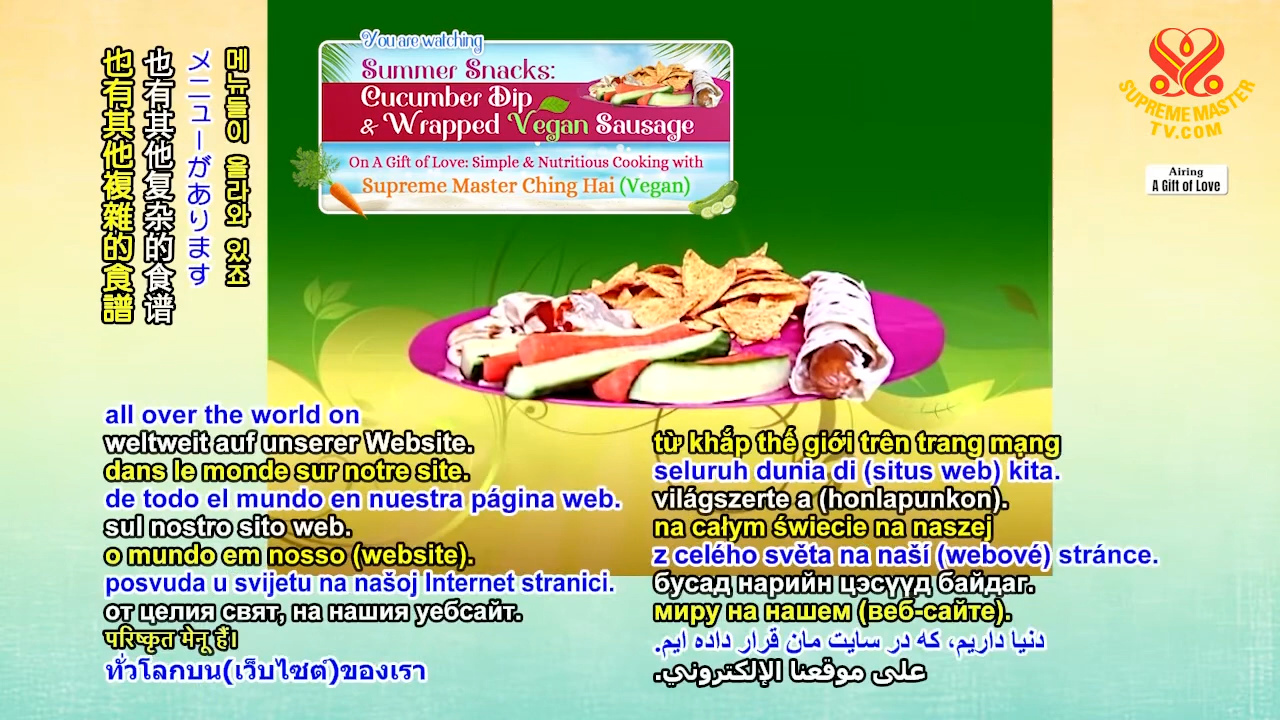 You are watching
Summer Snacks:
Cucumber Dip
& Wrapped Vegan Sausage
On A Gift of Love: Simple & Nutritious Cooking with
Supreme Master Ching Hai (Vegan)
SUPREME MASTER
TV.COM
Airing
A Gift of Love
메뉴들이 올라와 있죠
メニューがあります
也有其他复杂的食谱
也有其他複雜的食譜
all over the world on
weltweit auf unserer Website.
dans le monde sur notre site.
de todo el mundo en nuestra página web.
sul nostro sito web.
o mundo em nosso (website).
posvuda u svijetu na našoj Internet stranici.
от целия свят, на нашия уебсайт.
परिष्कृत मेनू हैं।
ทั่วโลกบน(เว็บไซต์)ของเรา
từ khắp thế giới trên trang mạng
seluruh dunia di (situs web) kita.
világszerte a (honlapunkon).
na całym świecie na naszej
z celého světa na naší (webové) stránce.
бусад нарийн цэсүүд байдаг.
миру на нашем (веб-сайте).
دنیا داریم، که در سایت مان قرار داده ایم.
على موقعنا الإلكتروني.